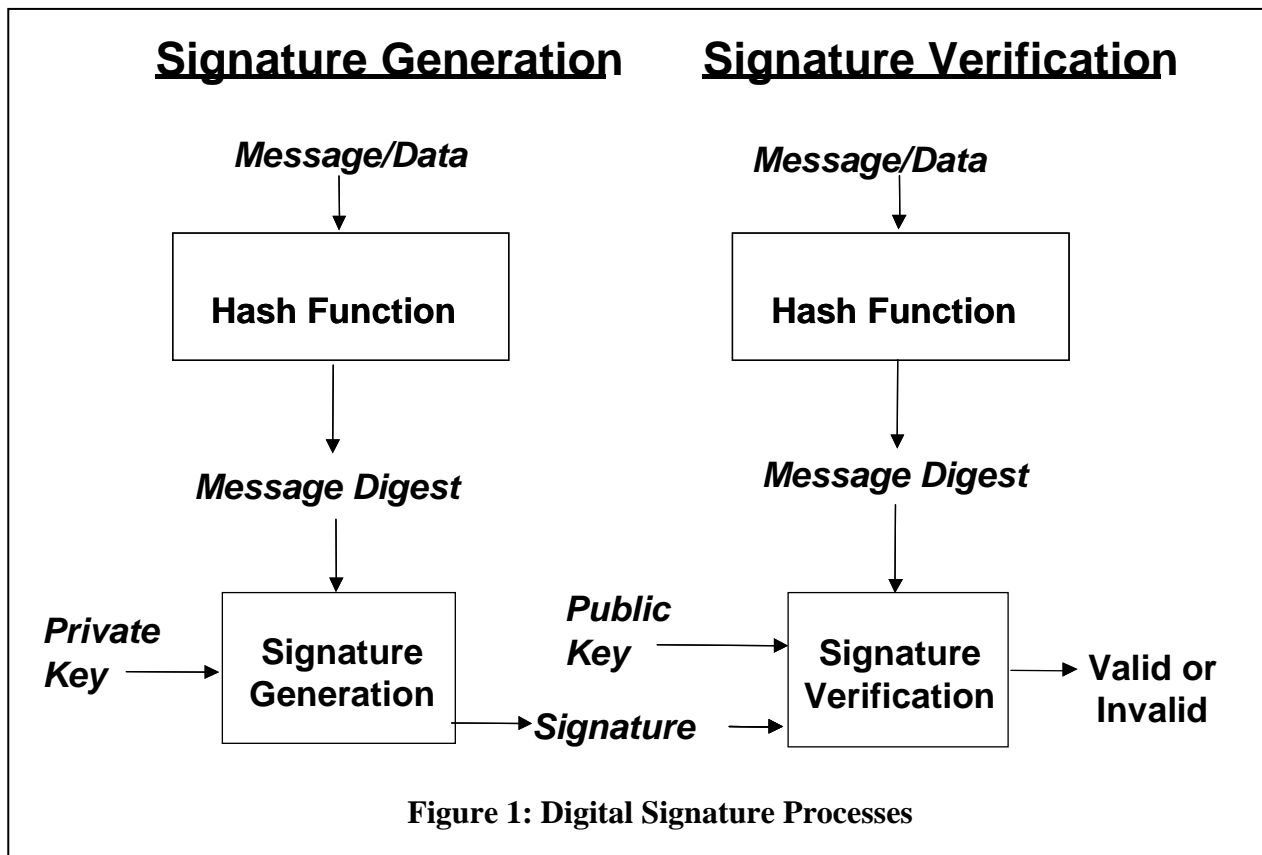 Signature Generation
Signature Verification
Message/Data
Message/Data
Hash Function
Hash Function
Message Digest
Message Digest
Private
Key
Signature
Generation
Public
Key
Signature
Signature
Verification
Valid or
Invalid
Figure 1: Digital Signature Processes